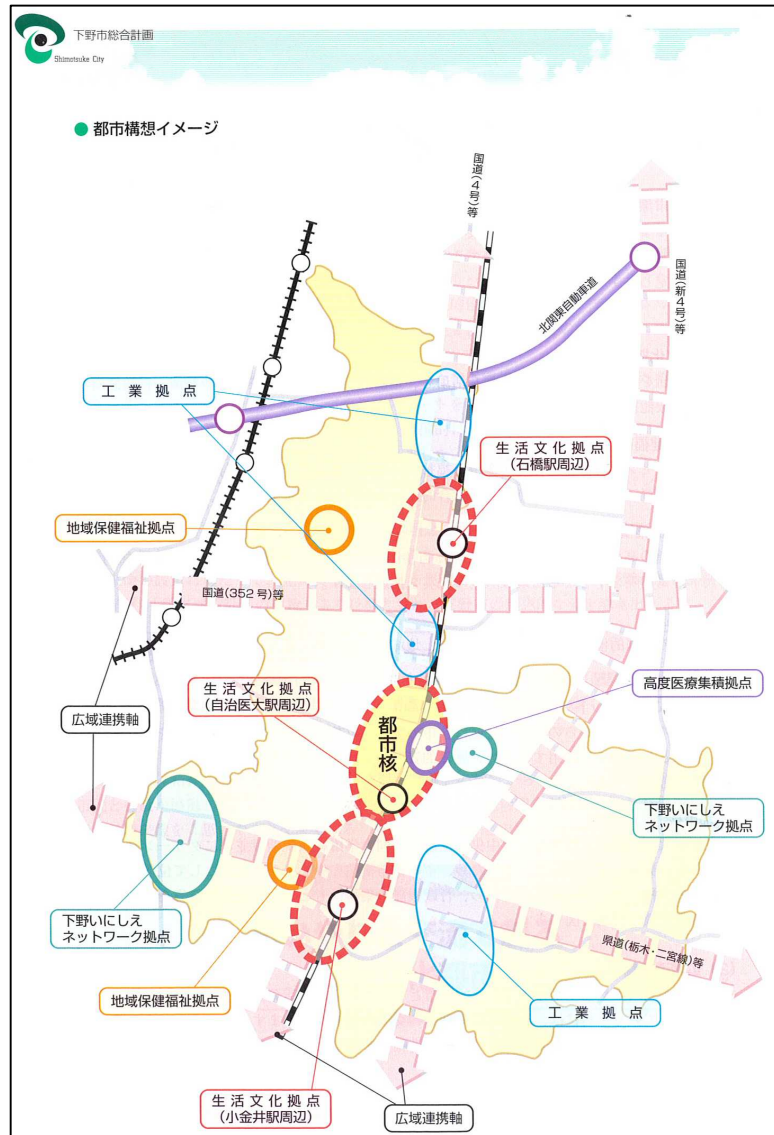 下野市総合計画
Shimotsuke City
● 都市構想イメージ
国道(4号)等
国道(新4号)等
北関東自動車道
工業拠点
生活文化拠点
(石橋駅周辺)
地域保健福祉拠点
国道(352号)等
生活文化拠点
(自治医大駅周辺)
高度医療集積拠点
都市核
広域連携軸
下野いにしえ
ネットワーク拠点
下野いにしえ
ネットワーク拠点
県道(栃木・二宮線)等
地域保健福祉拠点
工業拠点
生活文化拠点
(小金井駅周辺)
広域連携軸